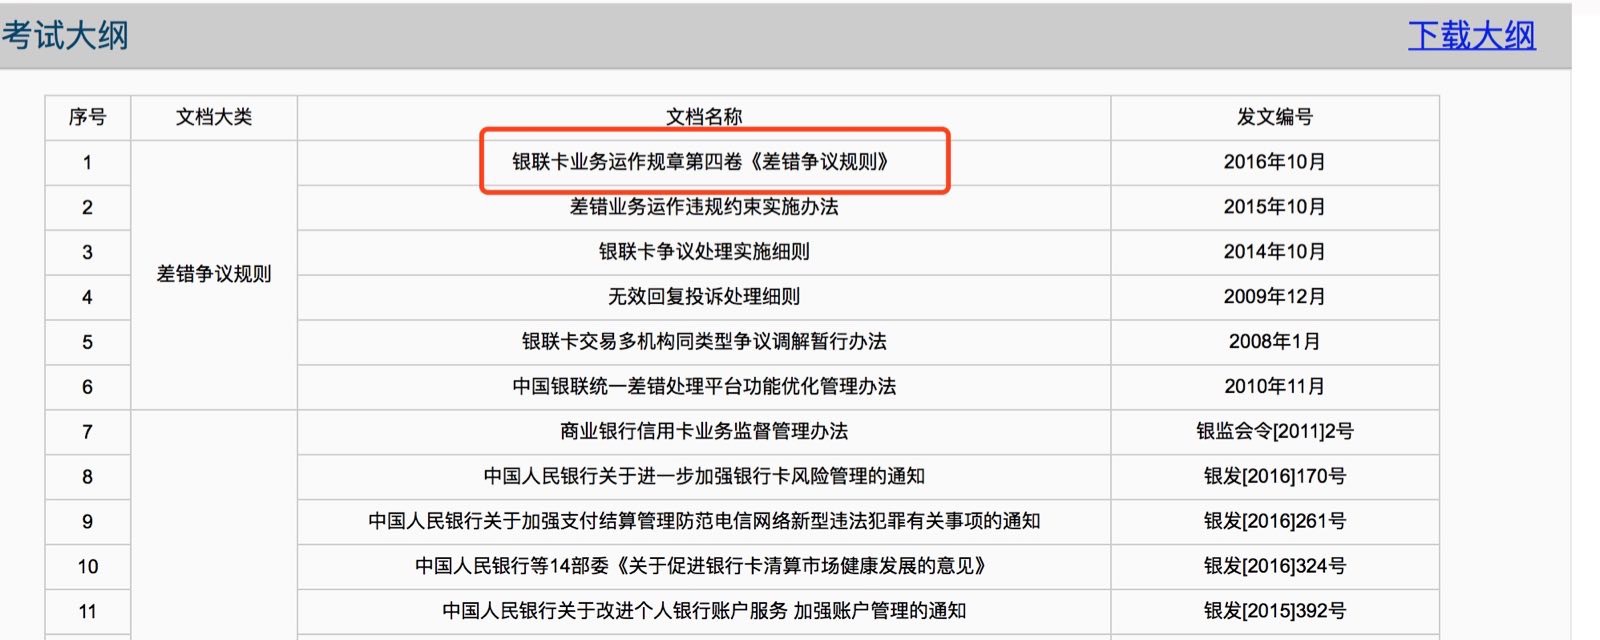 考试大纲 下载大纲
序号 文档大类 文档名称 发文编号
1 银联卡业务运作规章第四卷《差错争议规则》 2016年10月
2 差错业务运作违规约束实施办法 2015年10月
3 银联卡争议处理实施细则 2014年10月
差错争议规则
4 无效回复投诉处理细则 2009年12月
5 银联卡交易多机构同类型争议调解暂行办法 2008年1月
6 中国银联统一差错处理平台功能优化管理办法 2010年11月
7 商业银行信用卡业务监督管理办法 银监会令[2011]2号
8 中国人民银行关于进一步加强银行卡风险管理的通知 银发[2016]170号
9 中国人民银行关于加强支付结算管理防范电信网络新型违法犯罪有关事项的通知 银发[2016]261号
10 中国人民银行等14部委《关于促进银行卡清算市场健康发展的意见》 银发[2016]324号
11 中国人民银行关于改进个人银行账户服务 加强账户管理的通知 银发[2015]392号